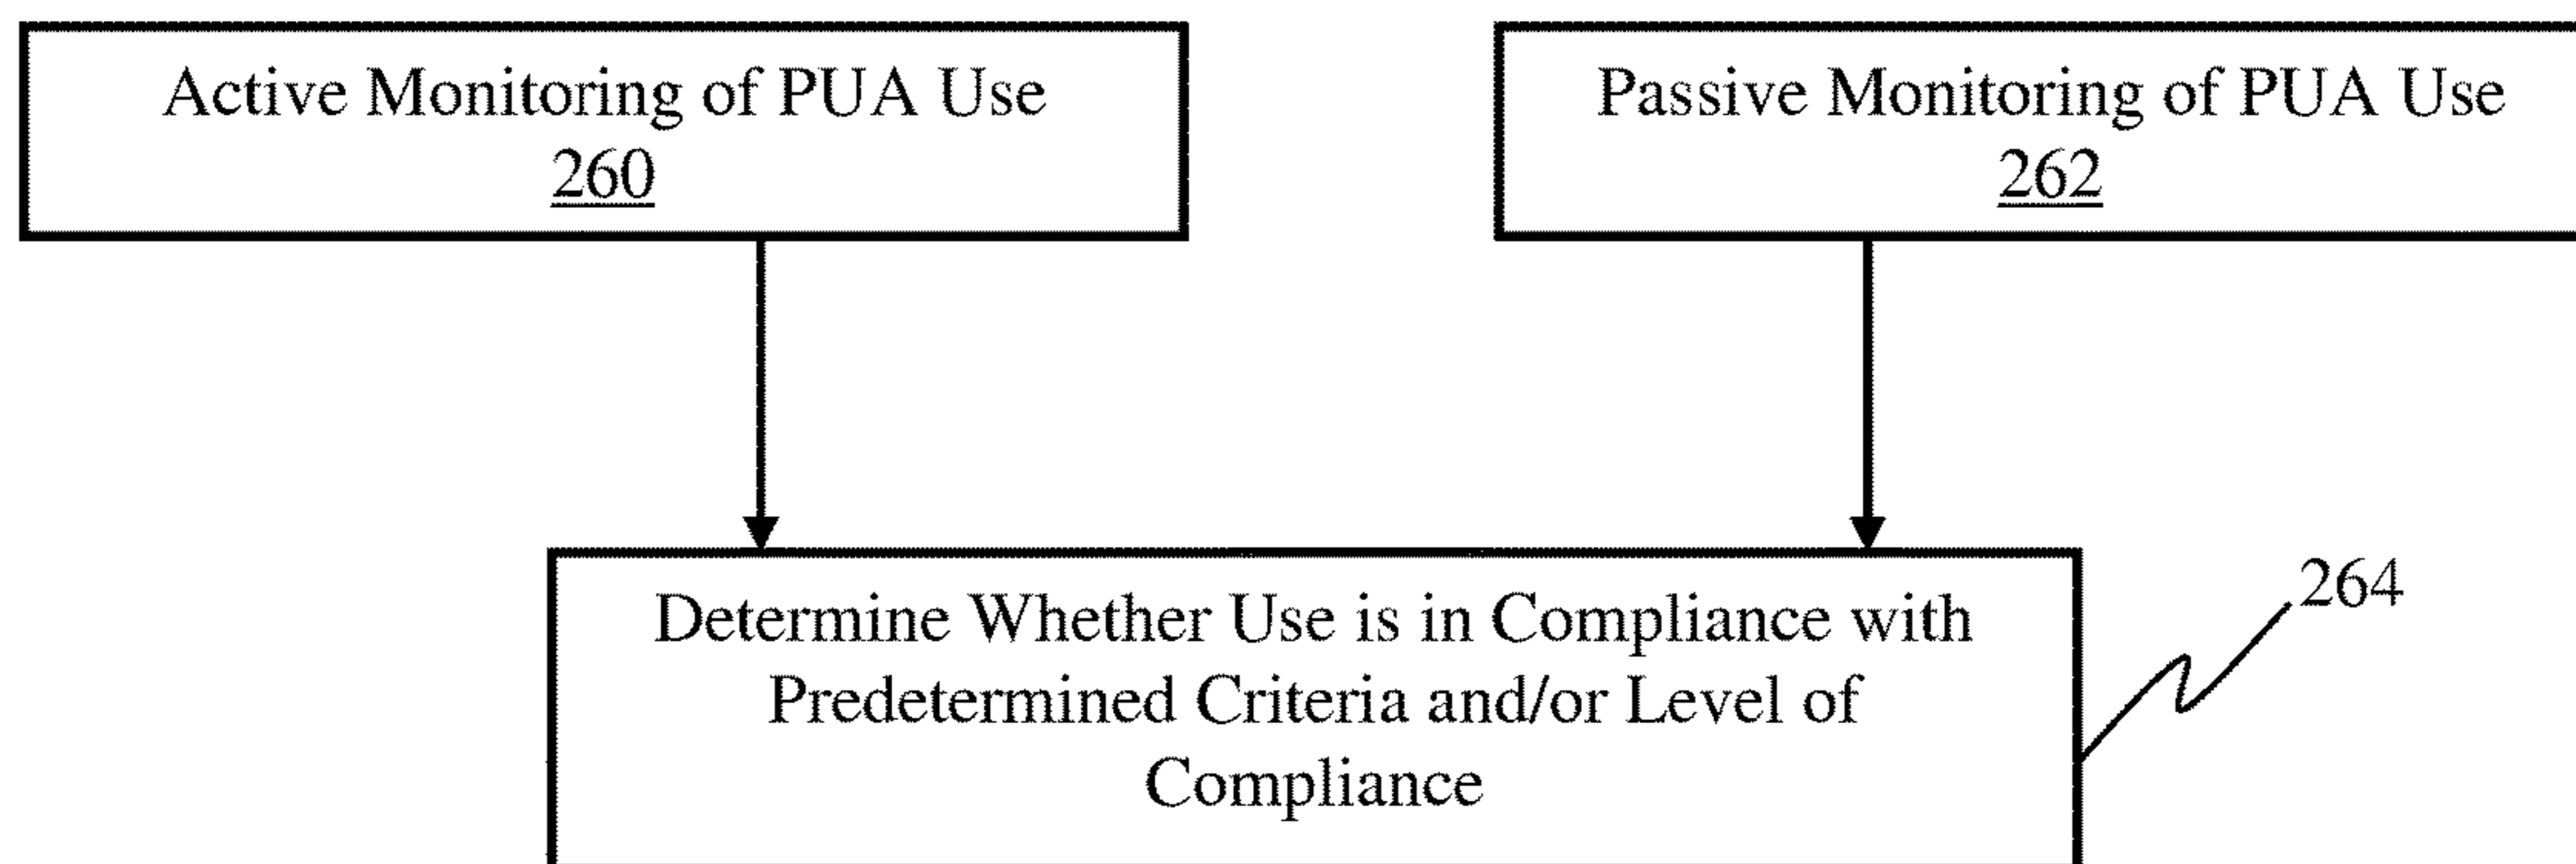 Active Monitoring of PUA Use
260
Passive Monitoring of PUA Use
262
Determine Whether Use is in Compliance with
Predetermined Criteria and/or Level of
Compliance
264